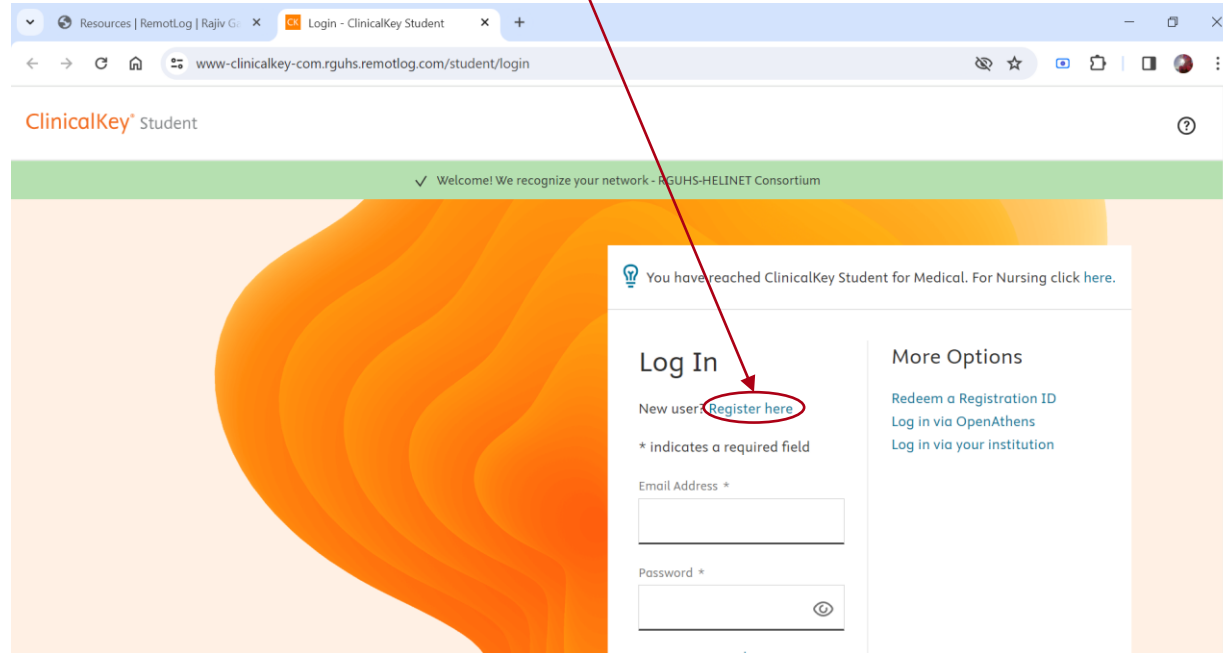 Resources | RemotLog | Rajiv Ga
Login - ClinicalKey Student
www-clinicalkey-com.rguhs.remotlog.com/student/login
ClinicalKey® Student
Welcome! We recognize your network - RGUHS-HELINET Consortium
You have reached ClinicalKey Student for Medical. For Nursing click here.
Log In
New user? Register here
* indicates a required field
Email Address *
Password *
More Options
Redeem a Registration ID
Log in via OpenAthens
Log in via your institution